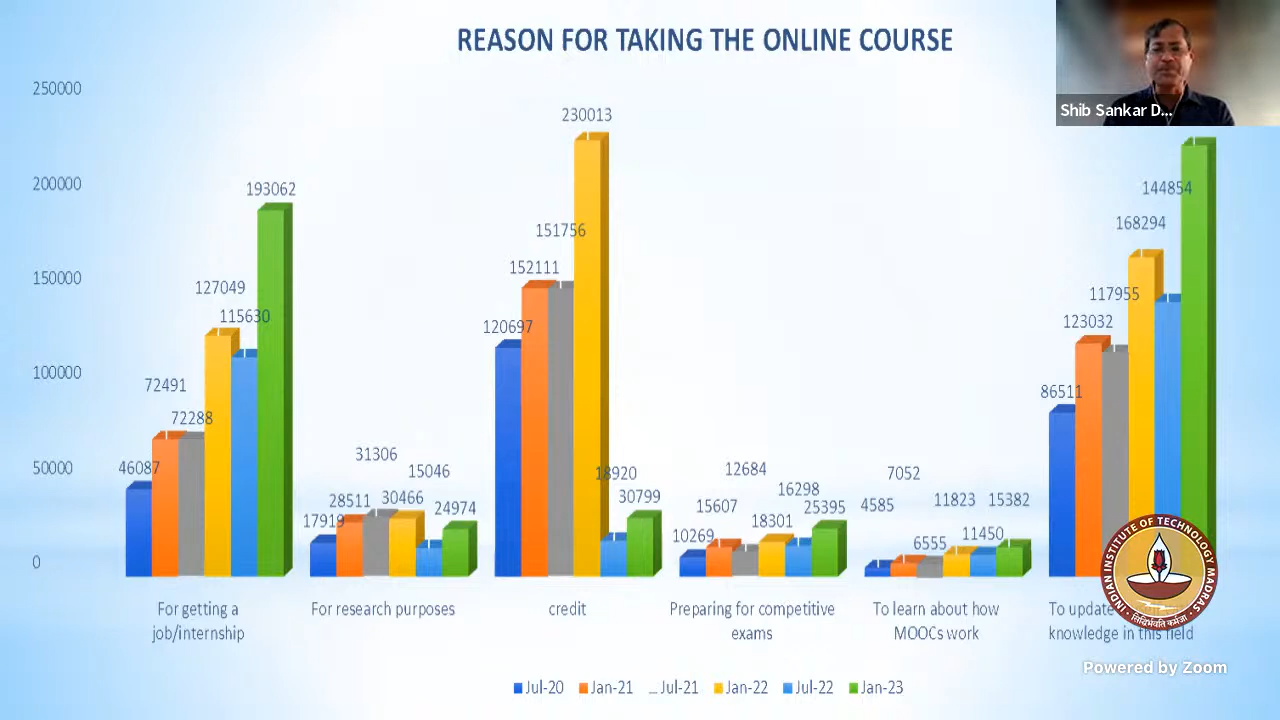 REASON FOR TAKING THE ONLINE COURSE
Shib Sankar D...
250000
200000
150000
100000
50000
0
46087
72491
72288
127049
115630
193062
17919
28511
31306
30466
15046
24974
120697
152111
151756
230013
18920
30799
10269
15607
12684
18301
16298
25395
4585
7052
6555
11823
11450
15382
86511
123032
117955
168294
144854
For getting a
job/internship
For research purposes
credit
Preparing for competitive
exams
To learn about how
MOOCs work
To update
knowledge in this field
Jul-20
Jan-21
Jul-21
Jan-22
Jul-22
Jan-23
INDIAN INSTITUTE OF TECHNOLOGY MADRAS
Powered by Zoom